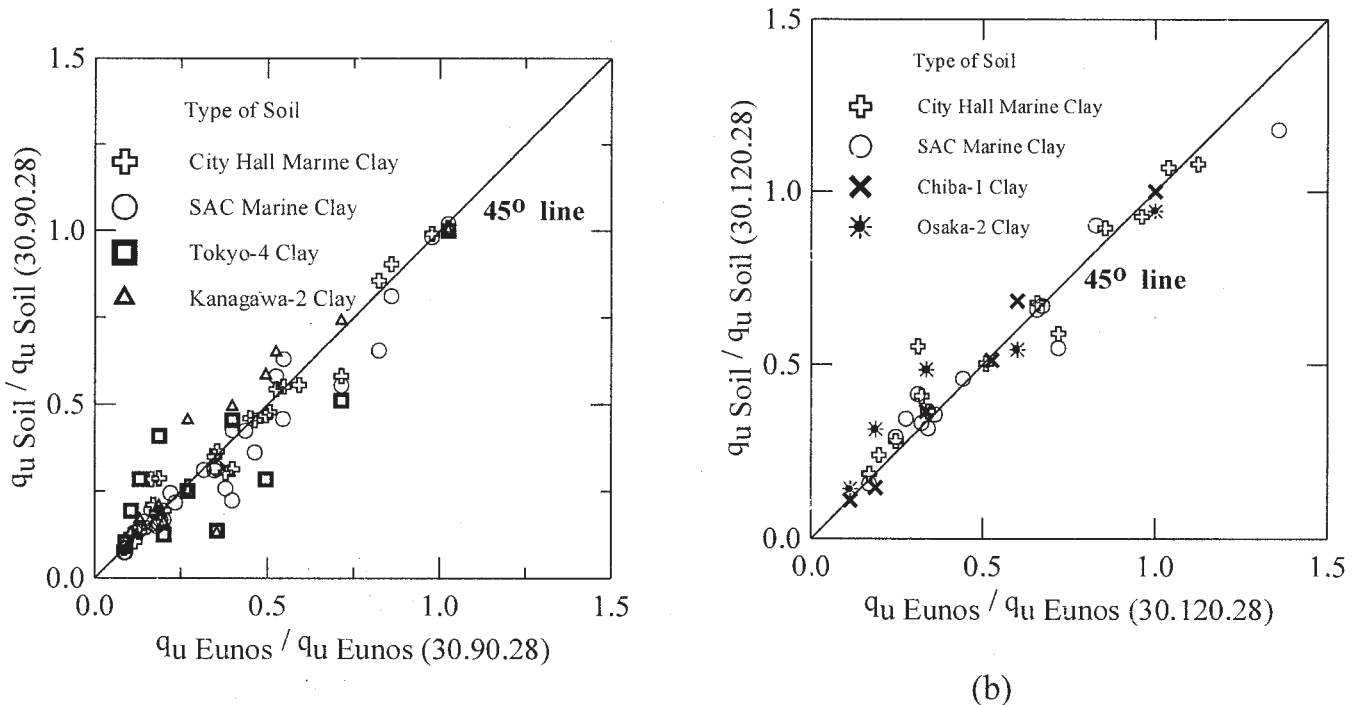 1.5
1.0
0.5
0.0
qu Soil / qu Soil (30.90.28)
Type of Soil
City Hall Marine Clay
SAC Marine Clay
Tokyo-4 Clay
Kanagawa-2 Clay
45o line
0.0 0.5 1.0 1.5
qu Eunos / qu Eunos (30.90.28)
1.5
1.0
0.5
0.0
qu Soil / qu Soil (30.120.28)
Type of Soil
City Hall Marine Clay
SAC Marine Clay
Chiba-1 Clay
Osaka-2 Clay
45o line
0.0 0.5 1.0 1.5
qu Eunos / qu Eunos (30.120.28)
(b)